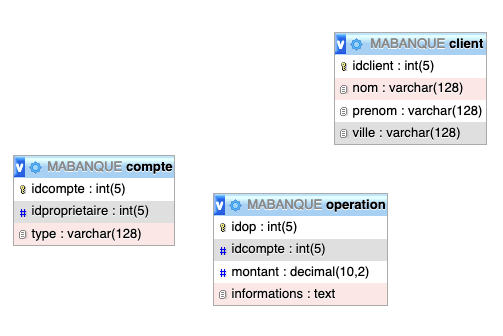 MABANQUE client
idclient : int(5)
nom : varchar(128)
prenom : varchar(128)
ville : varchar(128)
MABANQUE compte
idcompte : int(5)
idproprietaire : int(5)
type : varchar(128)
MABANQUE operation
idop : int(5)
idcompte : int(5)
montant : decimal(10,2)
informations : text